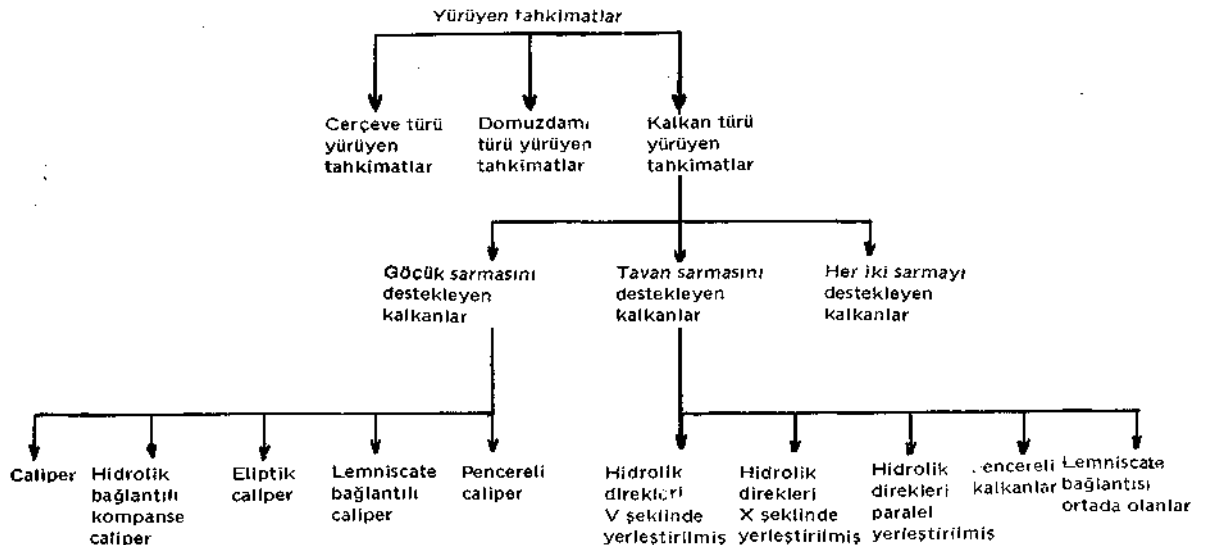 Yürüyen tahkimatlar
Cerçeve türü
yürüyen
tahkimatlar
Domuzdamı
türü yürüyen
tahkimatlar
Kalkan türü
yürüyen
tahkimatlar
Göçük sarmasını
destekleyen
kalkanlar
Tavan sarmasını
destekleyen
kalkanlar
Her iki sarmayı
destekleyen
kalkanlar
Caliper
Hidrolik
bağlantılı
kompanse
caliper
Eliptik
caliper
Lemniscate
bağlantılı
caliper
Pencereli
caliper
Hidrolik
direkleri
V şeklinde
yerleştirilmiş
Hidrolik
direkleri
X şeklinde
yerleştirilmiş
Hidrolik
direkleri
paralel
yerleştirilmiş
Pencereli
kalkanlar
Lemniscate
bağlantısı
ortada olanlar